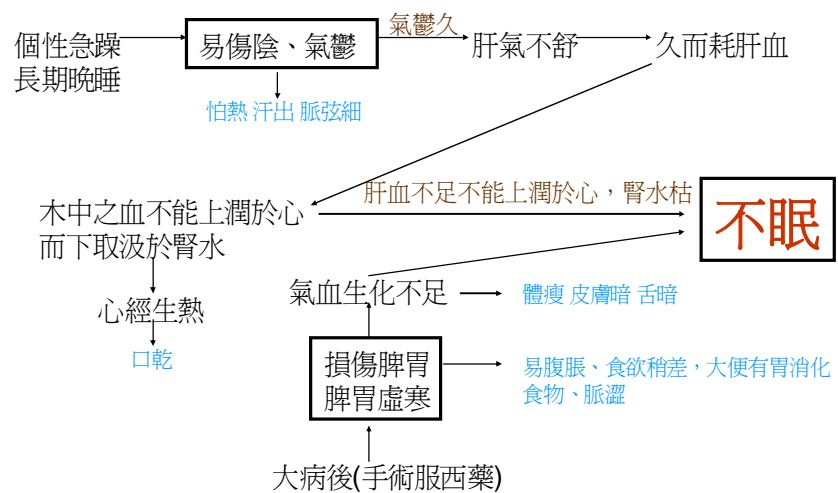 個性急躁
長期晚睡
易傷陰、氣鬱
氣鬱久
肝氣不舒
久而耗肝血
怕熱 汗出 脈弦細
木中之血不能上潤於心
而下取汲於腎水
肝血不足不能上潤於心，腎水枯
不眠
心經生熱
口乾
氣血生化不足
體瘦 皮膚暗 舌暗
損傷脾胃
脾胃虛寒
易腹脹、食欲稍差，大便有胃消化
食物、脈澀
大病後(手術服西藥)